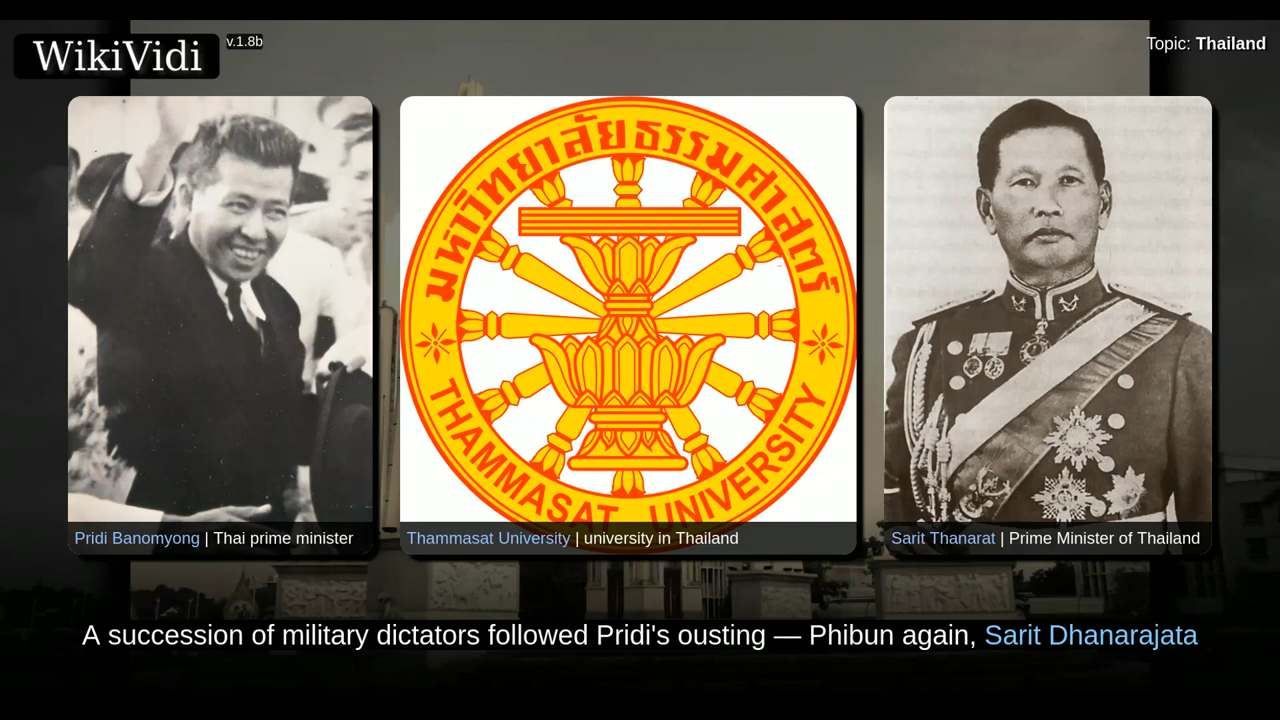 WikiVidi
v.1.8b
Topic: Thailand
มหาวิทยาลัยธรรมศาสตร์
THAMMASAT UNIVERSITY
Pridi Banomyong | Thai prime minister
Thammasat University | university in Thailand
Sarit Thanarat | Prime Minister of Thailand
A succession of military dictators followed Pridi's ousting — Phibun again, Sarit Dhanarajata